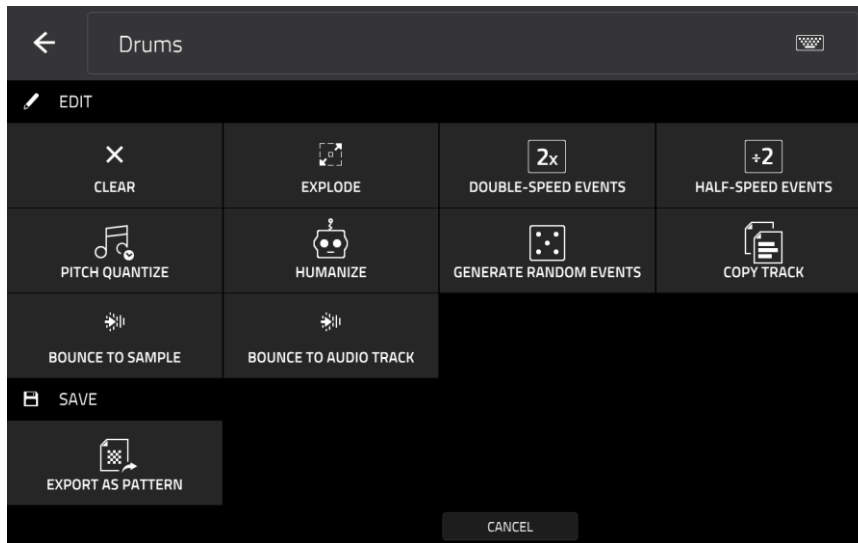 Drums
EDIT
CLEAR
EXPLODE
2x
DOUBLE-SPEED EVENTS
÷2
HALF-SPEED EVENTS
PITCH QUANTIZE
HUMANIZE
GENERATE RANDOM EVENTS
COPY TRACK
BOUNCE TO SAMPLE
BOUNCE TO AUDIO TRACK
SAVE
EXPORT AS PATTERN
CANCEL